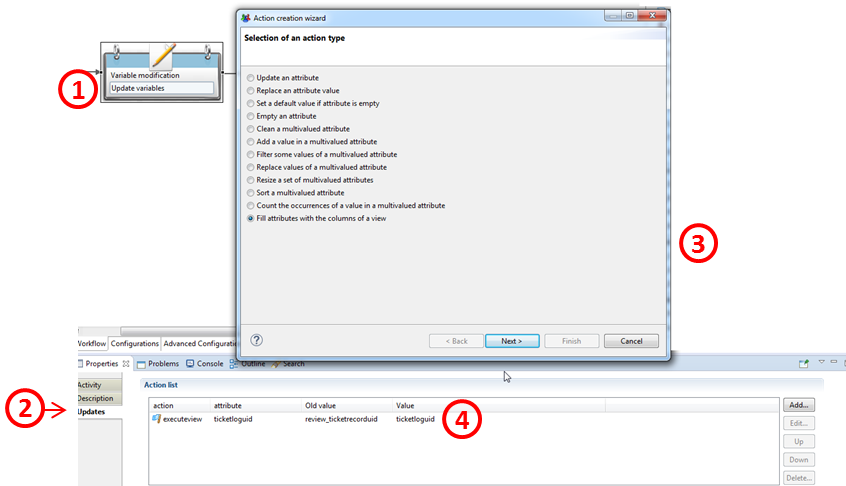 Action creation wizard
Selection of an action type
Variable modification
Update variables
1
Update an attribute
Replace an attribute value
Set a default value if attribute is empty
Empty an attribute
Clean a multivalued attribute
Add a value in a multivalued attribute
Filter some values of a multivalued attribute
Replace values of a multivalued attribute
Resize a set of multivalued attributes
Sort a multivalued attribute
Count the occurrences of a value in a multivalued attribute
Fill attributes with the columns of a view
3
?
< Back
Next >
Finish
Cancel
Workflow
Configurations
Advanced Configuratio
Properties
Problems
Console
Outline
Search
Activity
Description
Updates
2
Action list
action
attribute
Old value
Value
executeview
ticketloguid
review_ticketrecorduid
ticketloguid
4
Add...
Edit...
Up
Down
Delete...